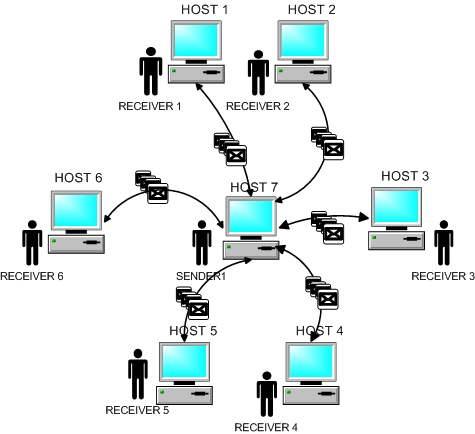 HOST 1
HOST 2
RECEIVER 1
RECEIVER 2
HOST 6
HOST 7
HOST 3
RECEIVER 6
SENDER1
RECEIVER 3
HOST 5
HOST 4
RECEIVER 5
RECEIVER 4